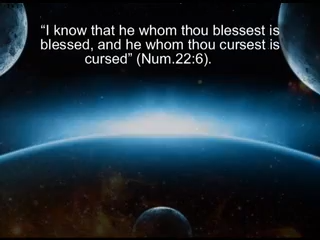 “I know that he whom thou blessest is
blessed, and he whom thou cursest is
cursed” (Num.22:6).